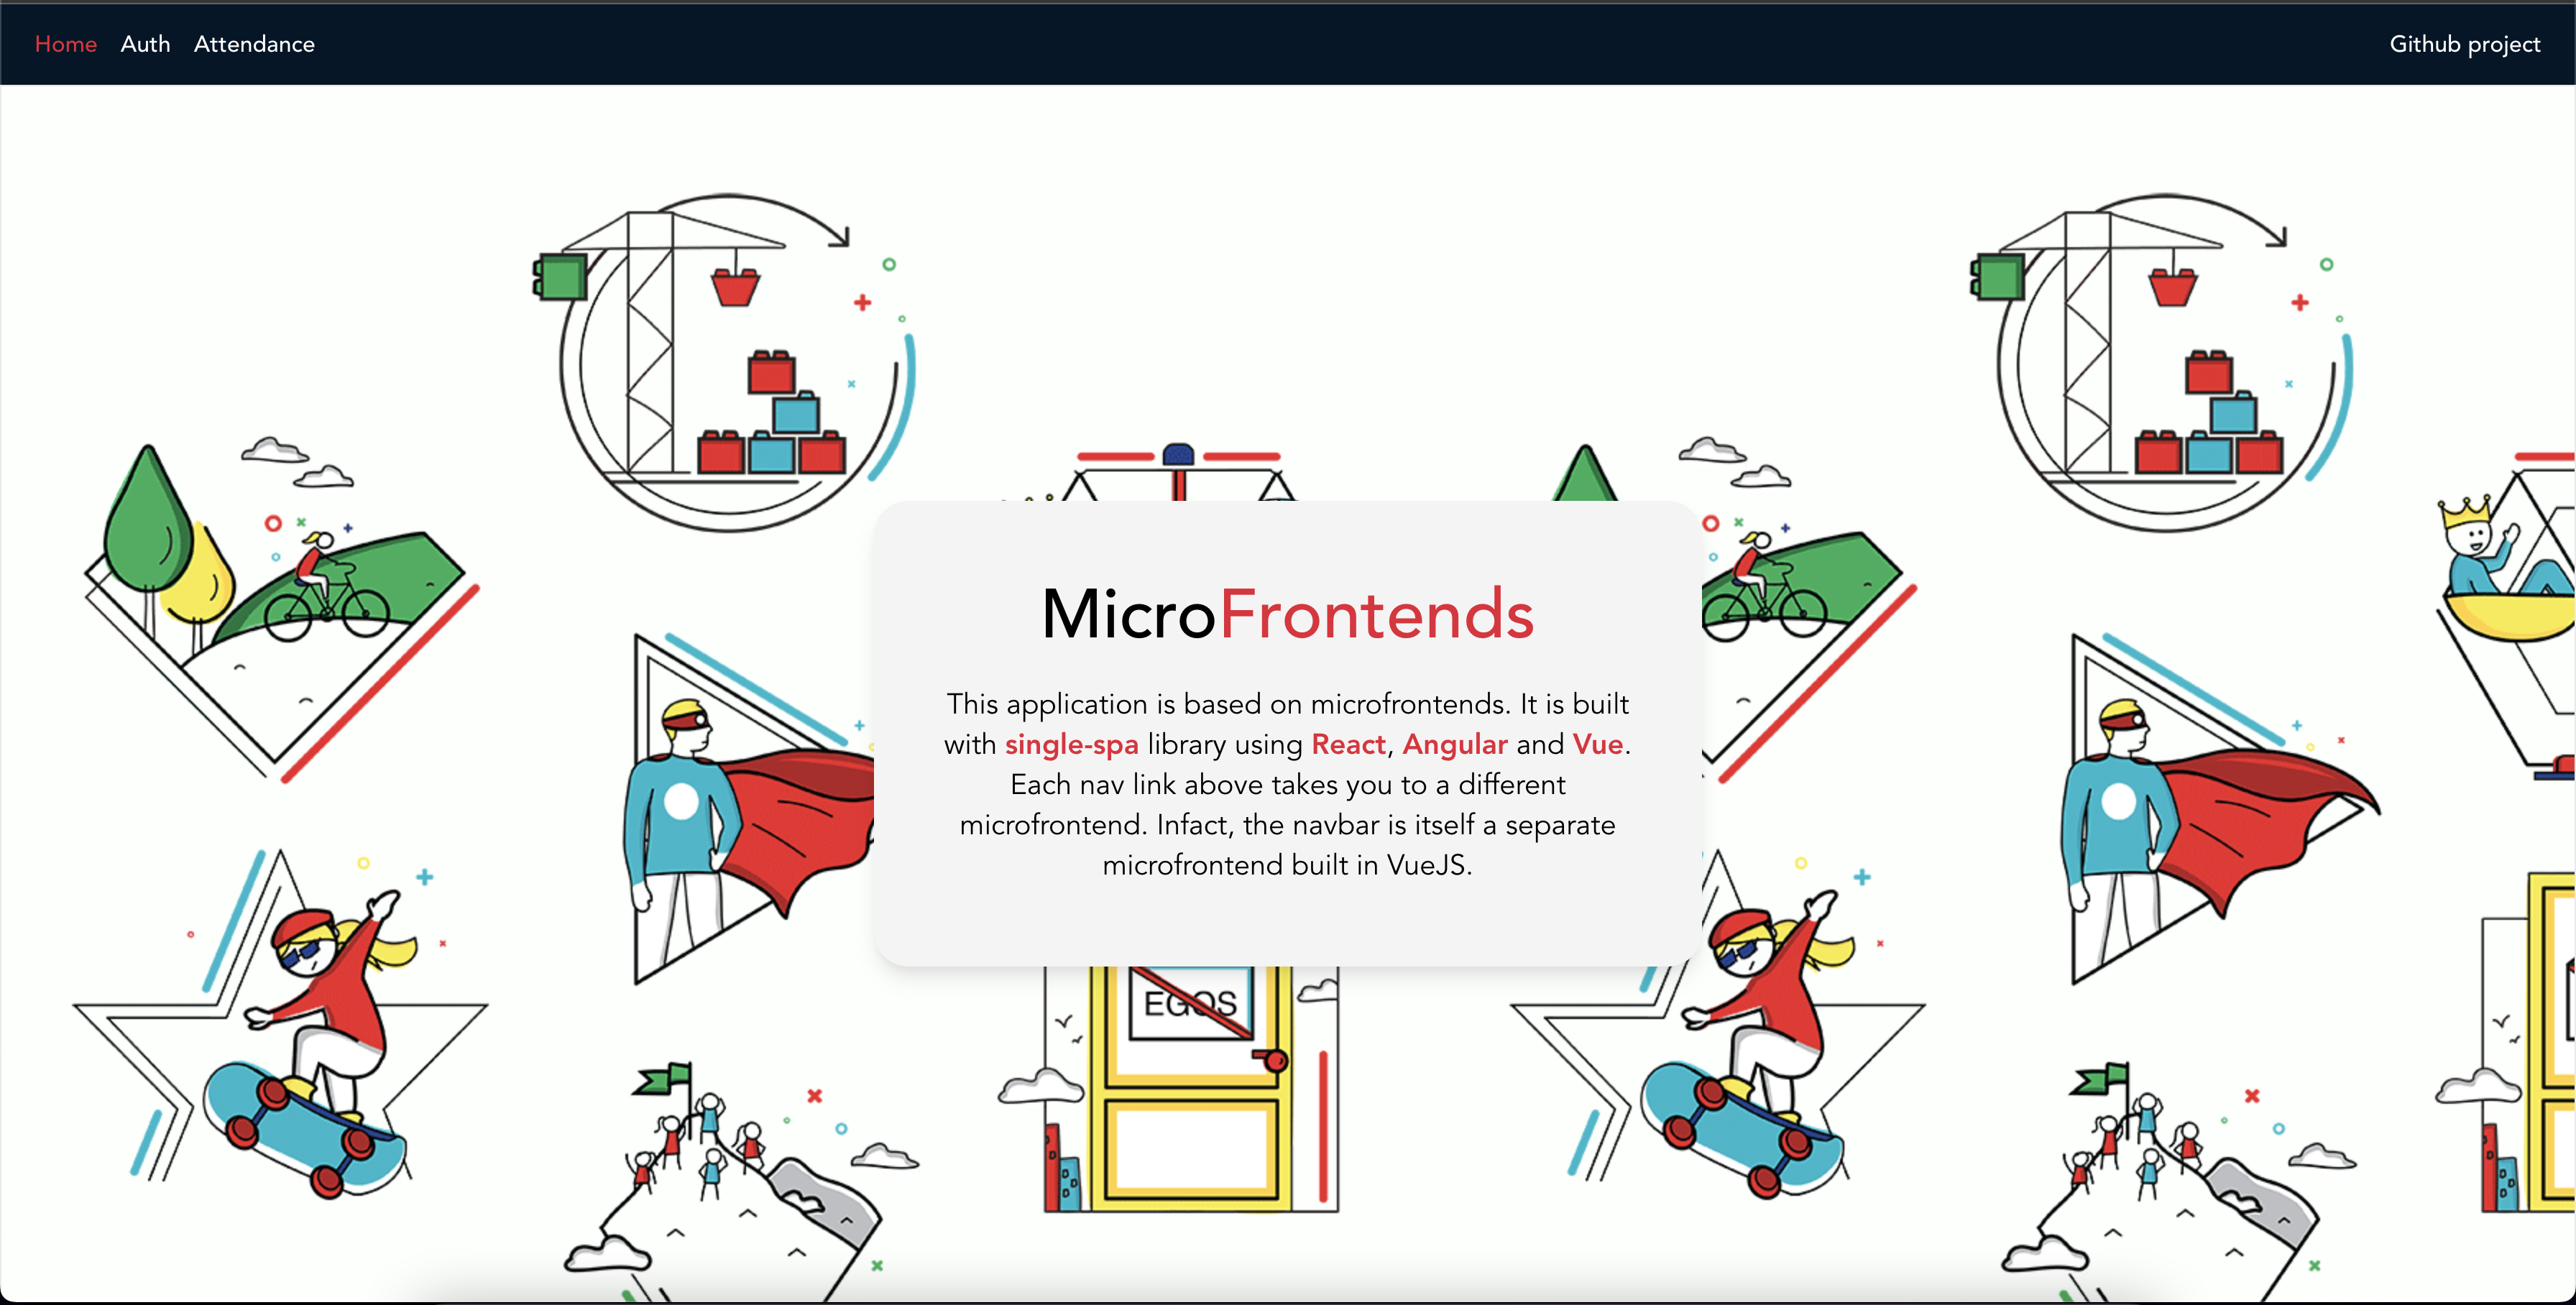 Home Auth Attendance Github project
MicroFrontends
This application is based on microfrontends. It is built
with single-spa library using React, Angular and Vue.
Each nav link above takes you to a different
microfrontend. Infact, the navbar is itself a separate
microfrontend built in VueJS.
EGOS